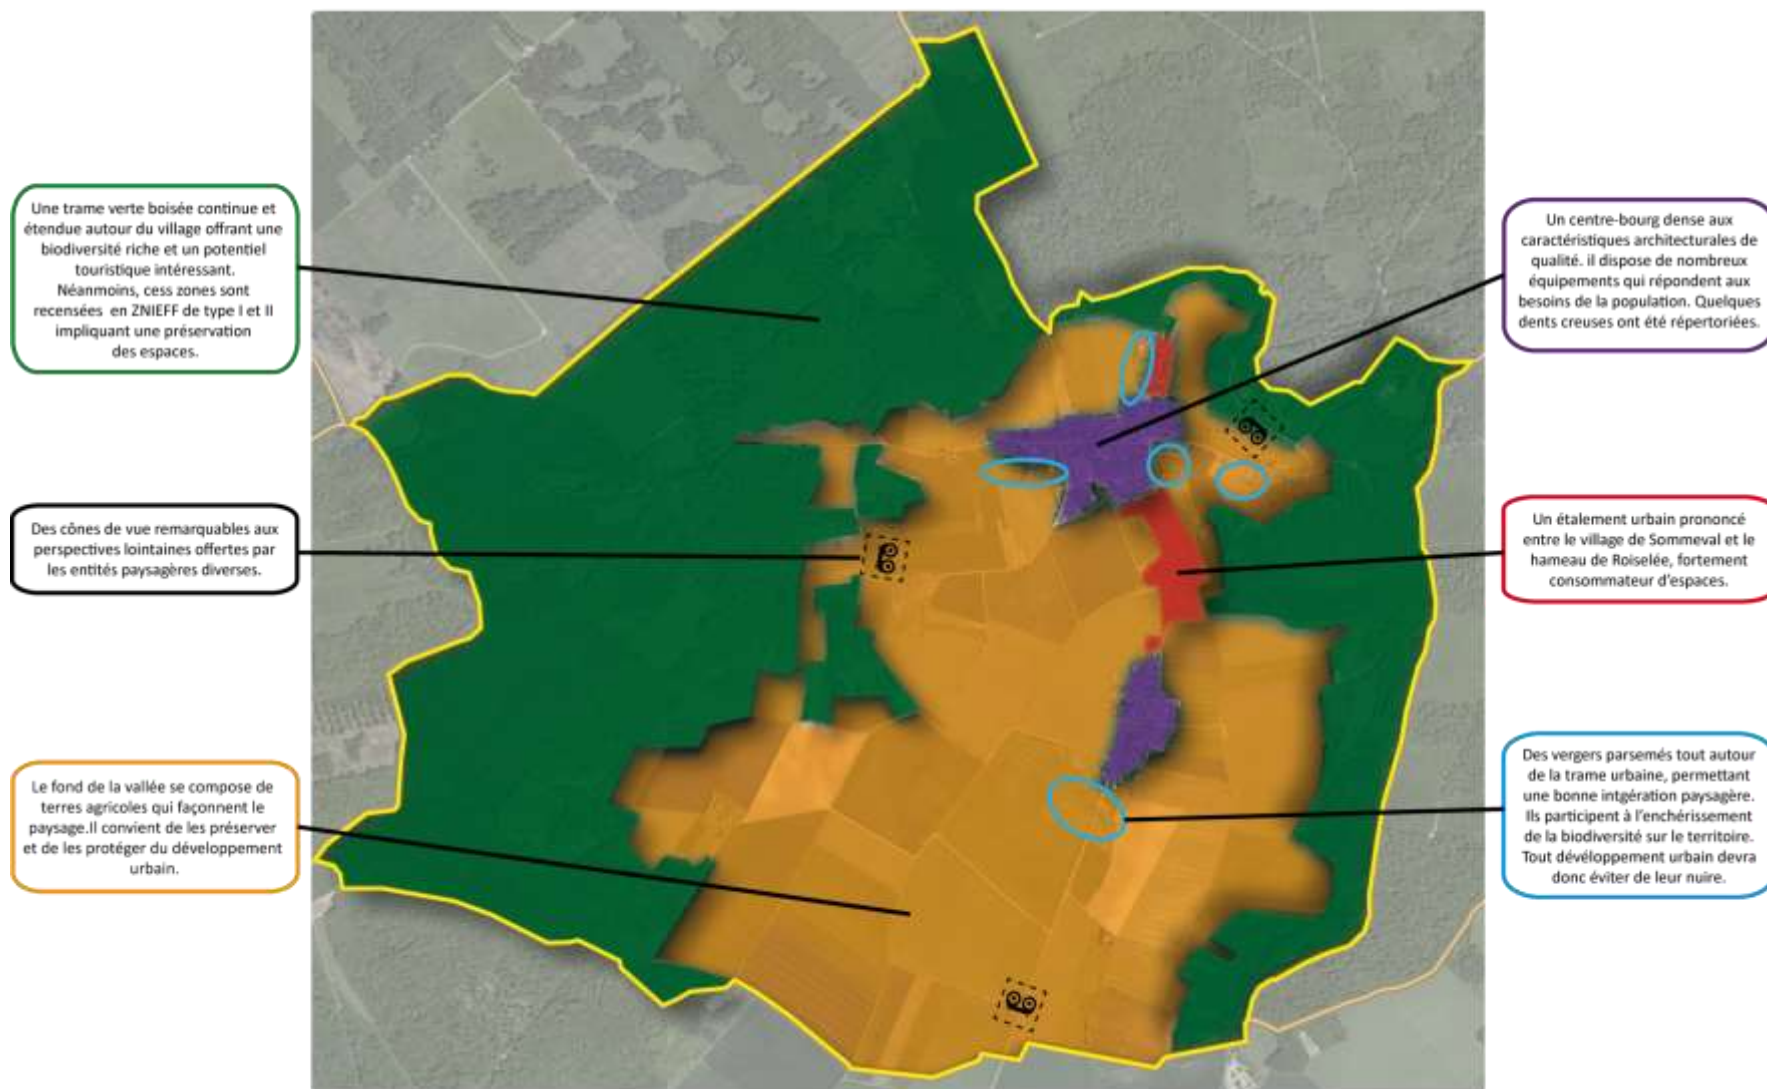 Une trame verte boisée continue et
étendue autour du village offrant une
biodiversité riche et un potentiel
touristique intéressant.
Néanmoins, cess zones sont
recensées en ZNIEFF de type I et II
impliquant une préservation
des espaces.
Des cônes de vue remarquables aux
perspectives lointaines offertes par
les entités paysagères diverses.
Le fond de la vallée se compose de
terres agricoles qui façonnent le
paysage.Il convient de les préserver
et de les protéger du développement
urbain.
Un centre-bourg dense aux
caractéristiques architecturales de
qualité. il dispose de nombreux
équipements qui répondent aux
besoins de la population. Quelques
dents creuses ont été répertoriées.
Un étalement urbain prononcé
entre le village de Sommeval et le
hameau de Roiselée, fortement
consommateur d'espaces.
Des vergers parsemés tout autour
de la trame urbaine, permettant
une bonne intgération paysagère.
Ils participent à l'enchérissement
de la biodiversité sur le territoire.
Tout dévéloppement urbain devra
donc éviter de leur nuire.